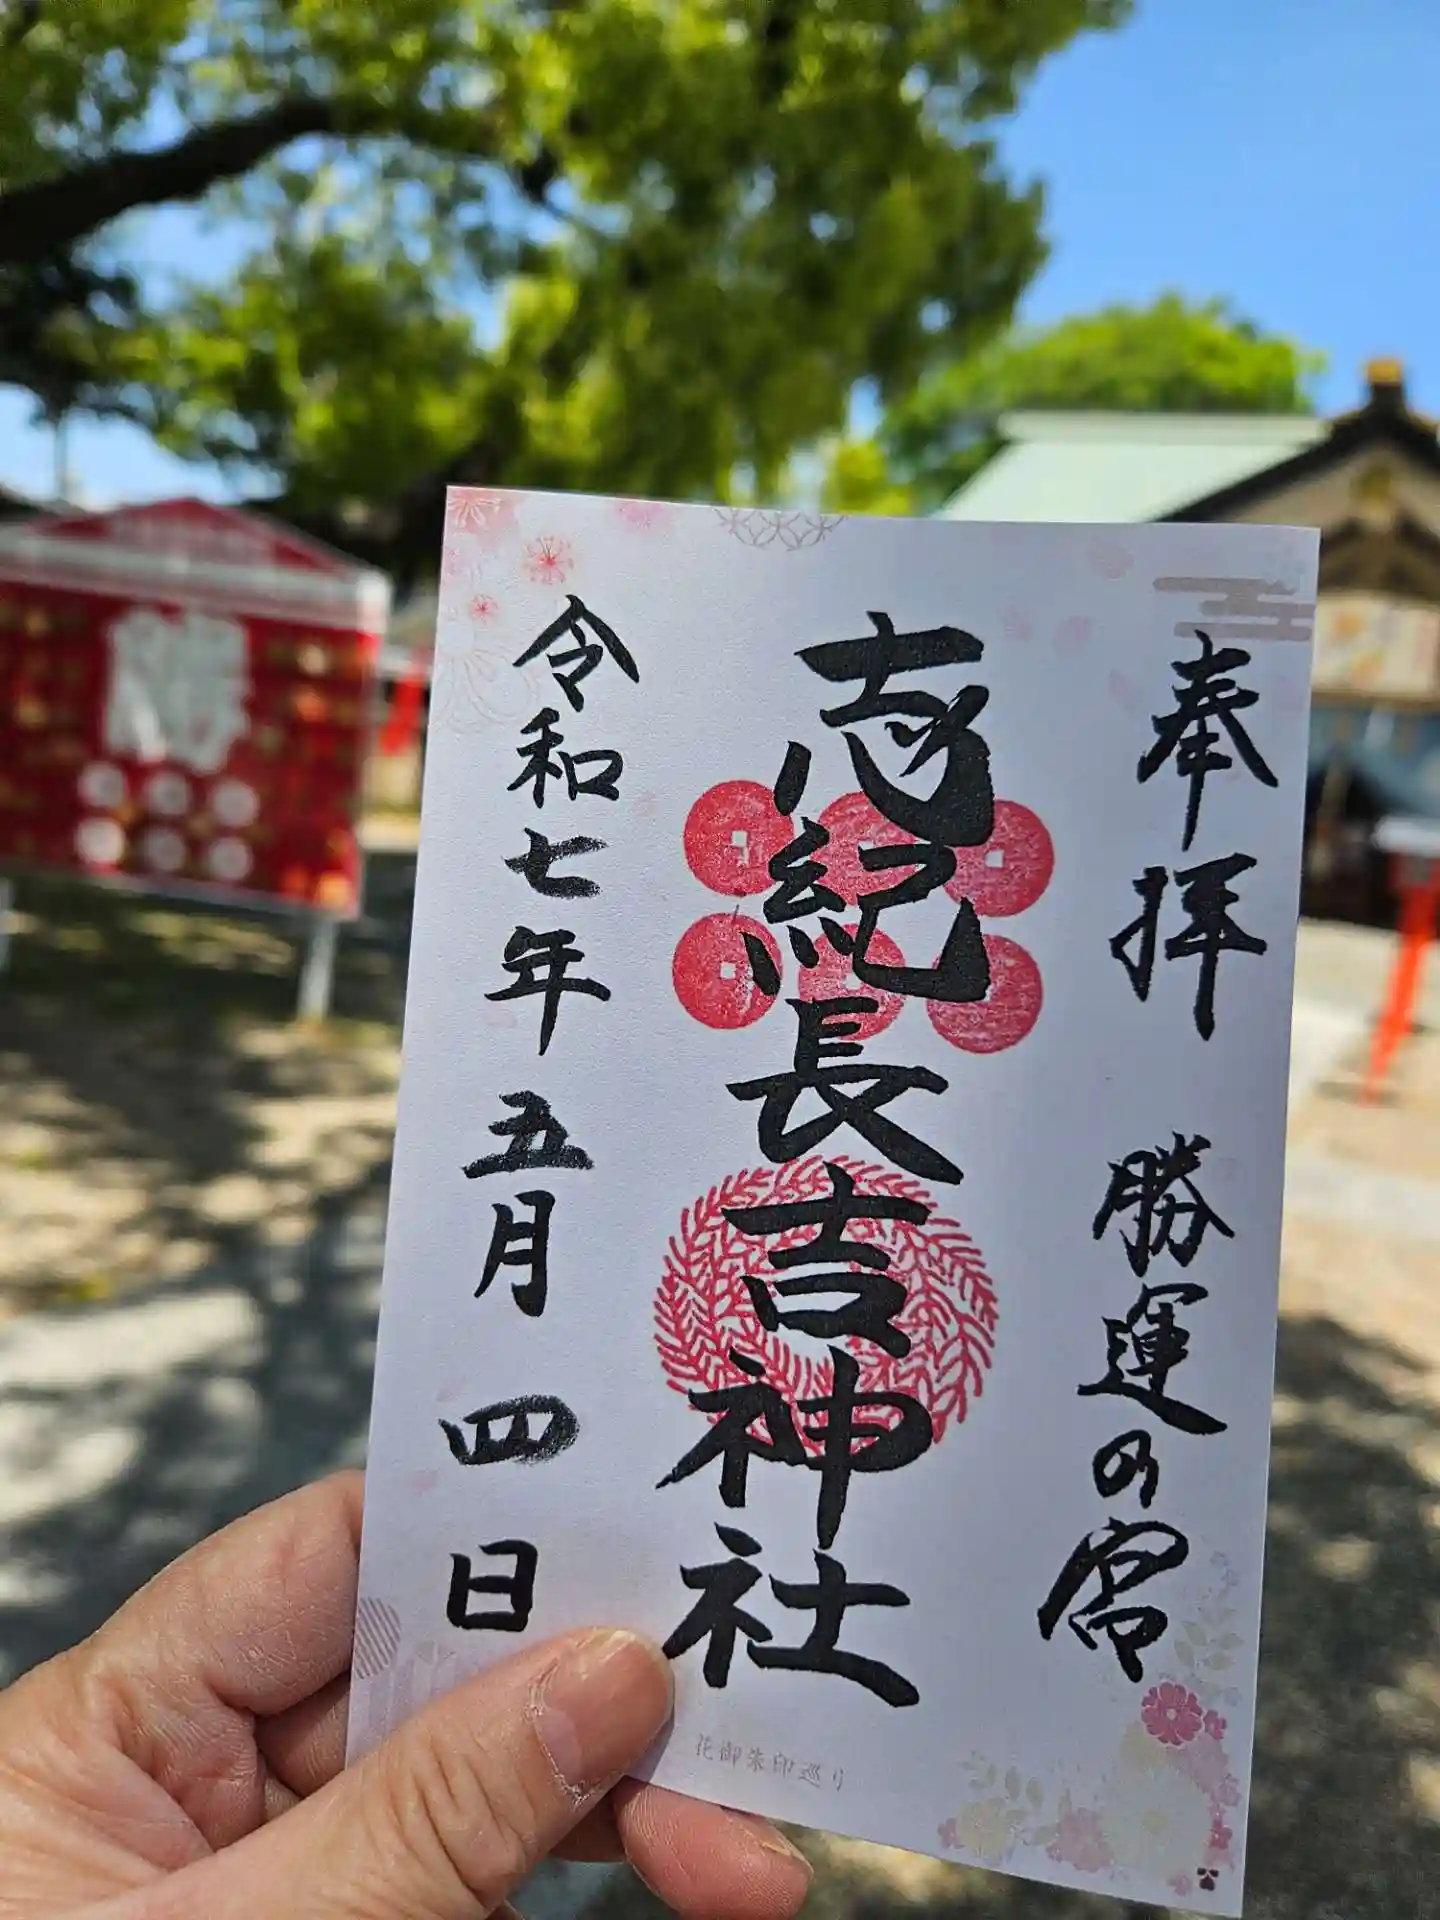 奉拝 勝運の宮
志紀長吉神社
令和七年五月四日
花御朱印巡り